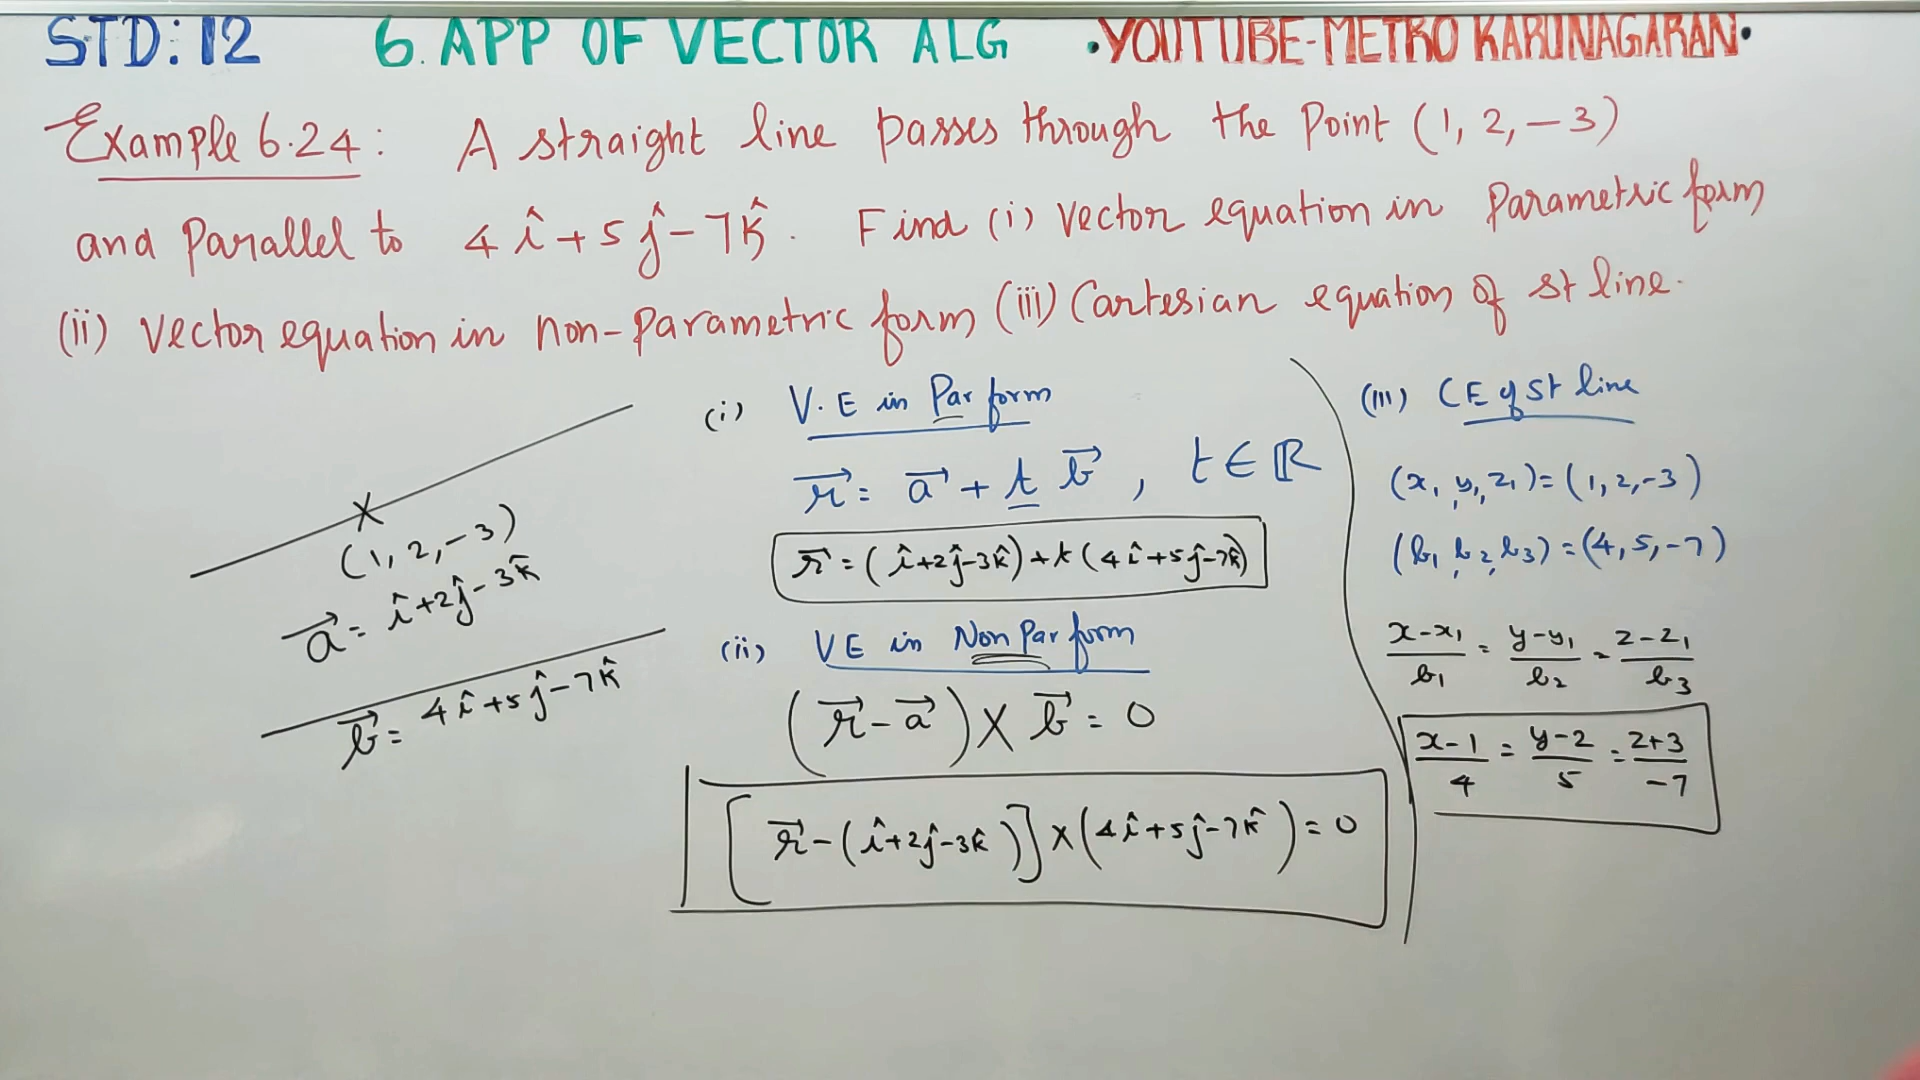 STD: 12 6. APP OF VECTOR ALG •YOUTUBE-METRO KARUNAGARAN•
Example 6.24: A straight line passes through the Point (1, 2, -3)
and Parallel to 4î+5ĵ-7k̂. Find (i) Vector equation in Parametric form
(ii) Vector equation in non-Parametric form (iii) Cartesian equation of st line.
(1, 2, -3)
a⃗ = î+2ĵ-3k̂
b⃗ = 4î+5ĵ-7k̂
(i) V.E in Par form
r⃗ = a⃗ + t b⃗, t ∈ ℝ
r⃗ = (î+2ĵ-3k̂)+t(4î+5ĵ-7k̂)
(ii) VE in Non Par form
(r⃗-a⃗)×b⃗ = 0
[r⃗-(î+2ĵ-3k̂)]×(4î+5ĵ-7k̂)=0
(iii) CE of St line
(x₁, y₁, z₁)=(1,2,-3)
(b₁, b₂, b₃)=(4,5,-7)
x-x₁/b₁ = y-y₁/b₂ = z-z₁/b₃
x-1/4 = y-2/5 = z+3/-7